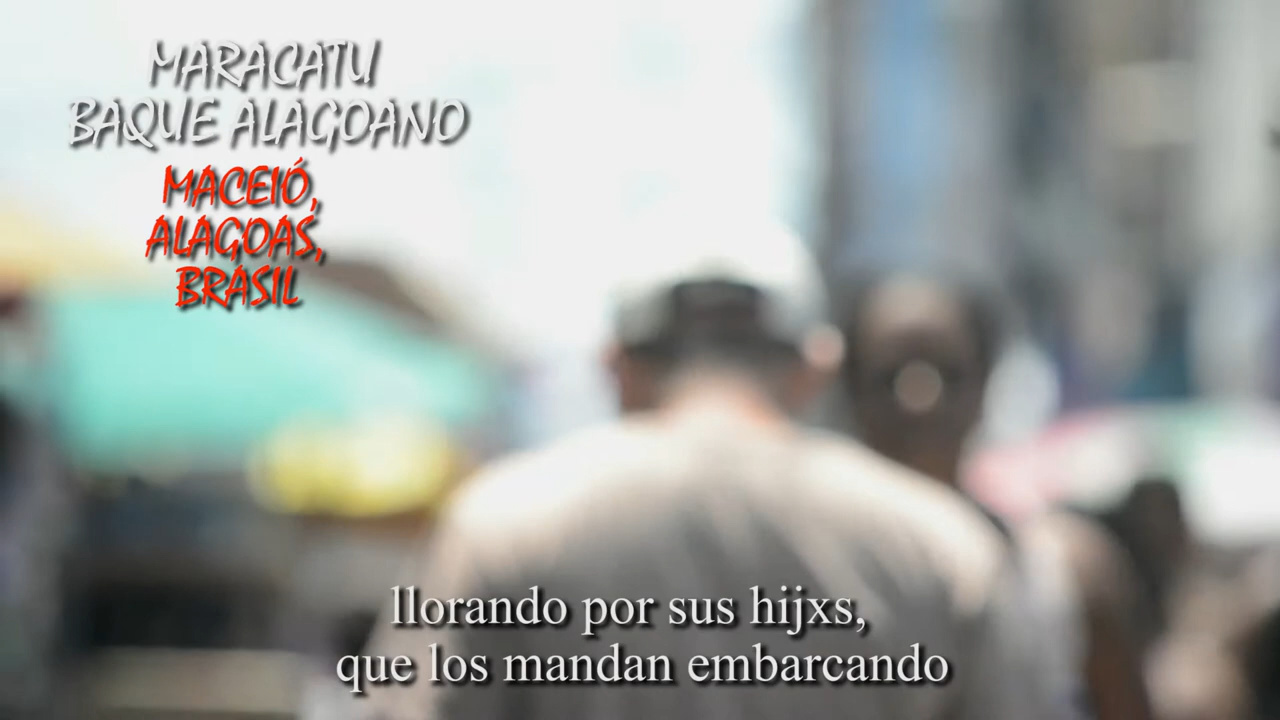 MARACATU
BAQUE ALAGOANO
MACEIÓ,
ALAGOAS,
BRASIL
llorando por sus hijxs,
que los mandan embarcando